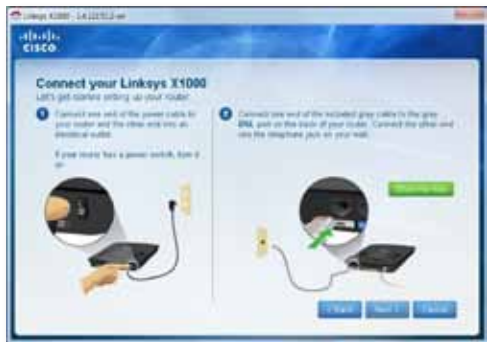 CISCO
Connect your Linksys X1000
Let's get started setting up your router.
1 Connect one end of the power cable to
your router and the other end into an
electrical outlet.
If your router has a power switch, turn it
on.
2 Connect one end of the included gray cable to the gray
DSL port on the back of your router. Connect the other end
into the telephone jack on your wall.
< Back
Next >
Cancel